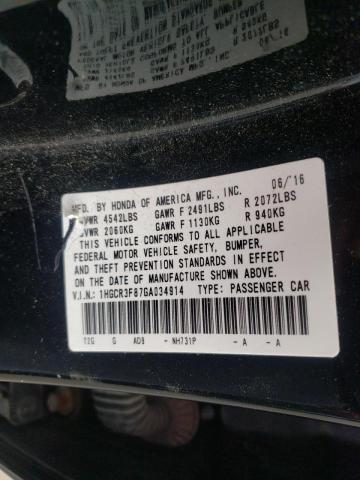 06/16
MFD. BY HONDA OF AMERICA MFG., INC.
GVWR 4542LBS GAWR F 2491LBS R 2072LBS
GVWR 2060KG GAWR F 1130KG R 940KG
THIS VEHICLE CONFORMS TO ALL APPLICABLE
FEDERAL MOTOR VEHICLE SAFETY, BUMPER,
AND THEFT PREVENTION STANDARDS IN EFFECT
ON THE DATE OF MANUFACTURE SHOWN ABOVE.
V.I.N.: 1HGCR3F87GA034914 TYPE: PASSENGER CAR
T2G G AD9 - NH731P - A - A